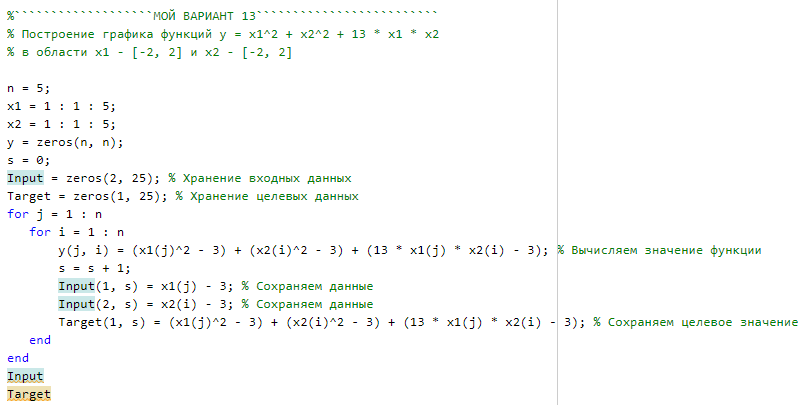 %```````````````````МОЙ ВАРИАНТ 13`````````````````````````
% Построение графика функций y = x1^2 + x2^2 + 13 * x1 * x2
% в области x1 - [-2, 2] и x2 - [-2, 2]
n = 5;
x1 = 1 : 1 : 5;
x2 = 1 : 1 : 5;
y = zeros(n, n);
s = 0;
Input = zeros(2, 25); % Хранение входных данных
Target = zeros(1, 25); % Хранение целевых данных
for j = 1 : n
for i = 1 : n
y(j, i) = (x1(j)^2 - 3) + (x2(i)^2 - 3) + (13 * x1(j) * x2(i) - 3); % Вычисляем значение функции
s = s + 1;
Input(1, s) = x1(j) - 3; % Сохраняем данные
Input(2, s) = x2(i) - 3; % Сохраняем данные
Target(1, s) = (x1(j)^2 - 3) + (x2(i)^2 - 3) + (13 * x1(j) * x2(i) - 3); % Сохраняем целевое значение
end
end
Input
Target